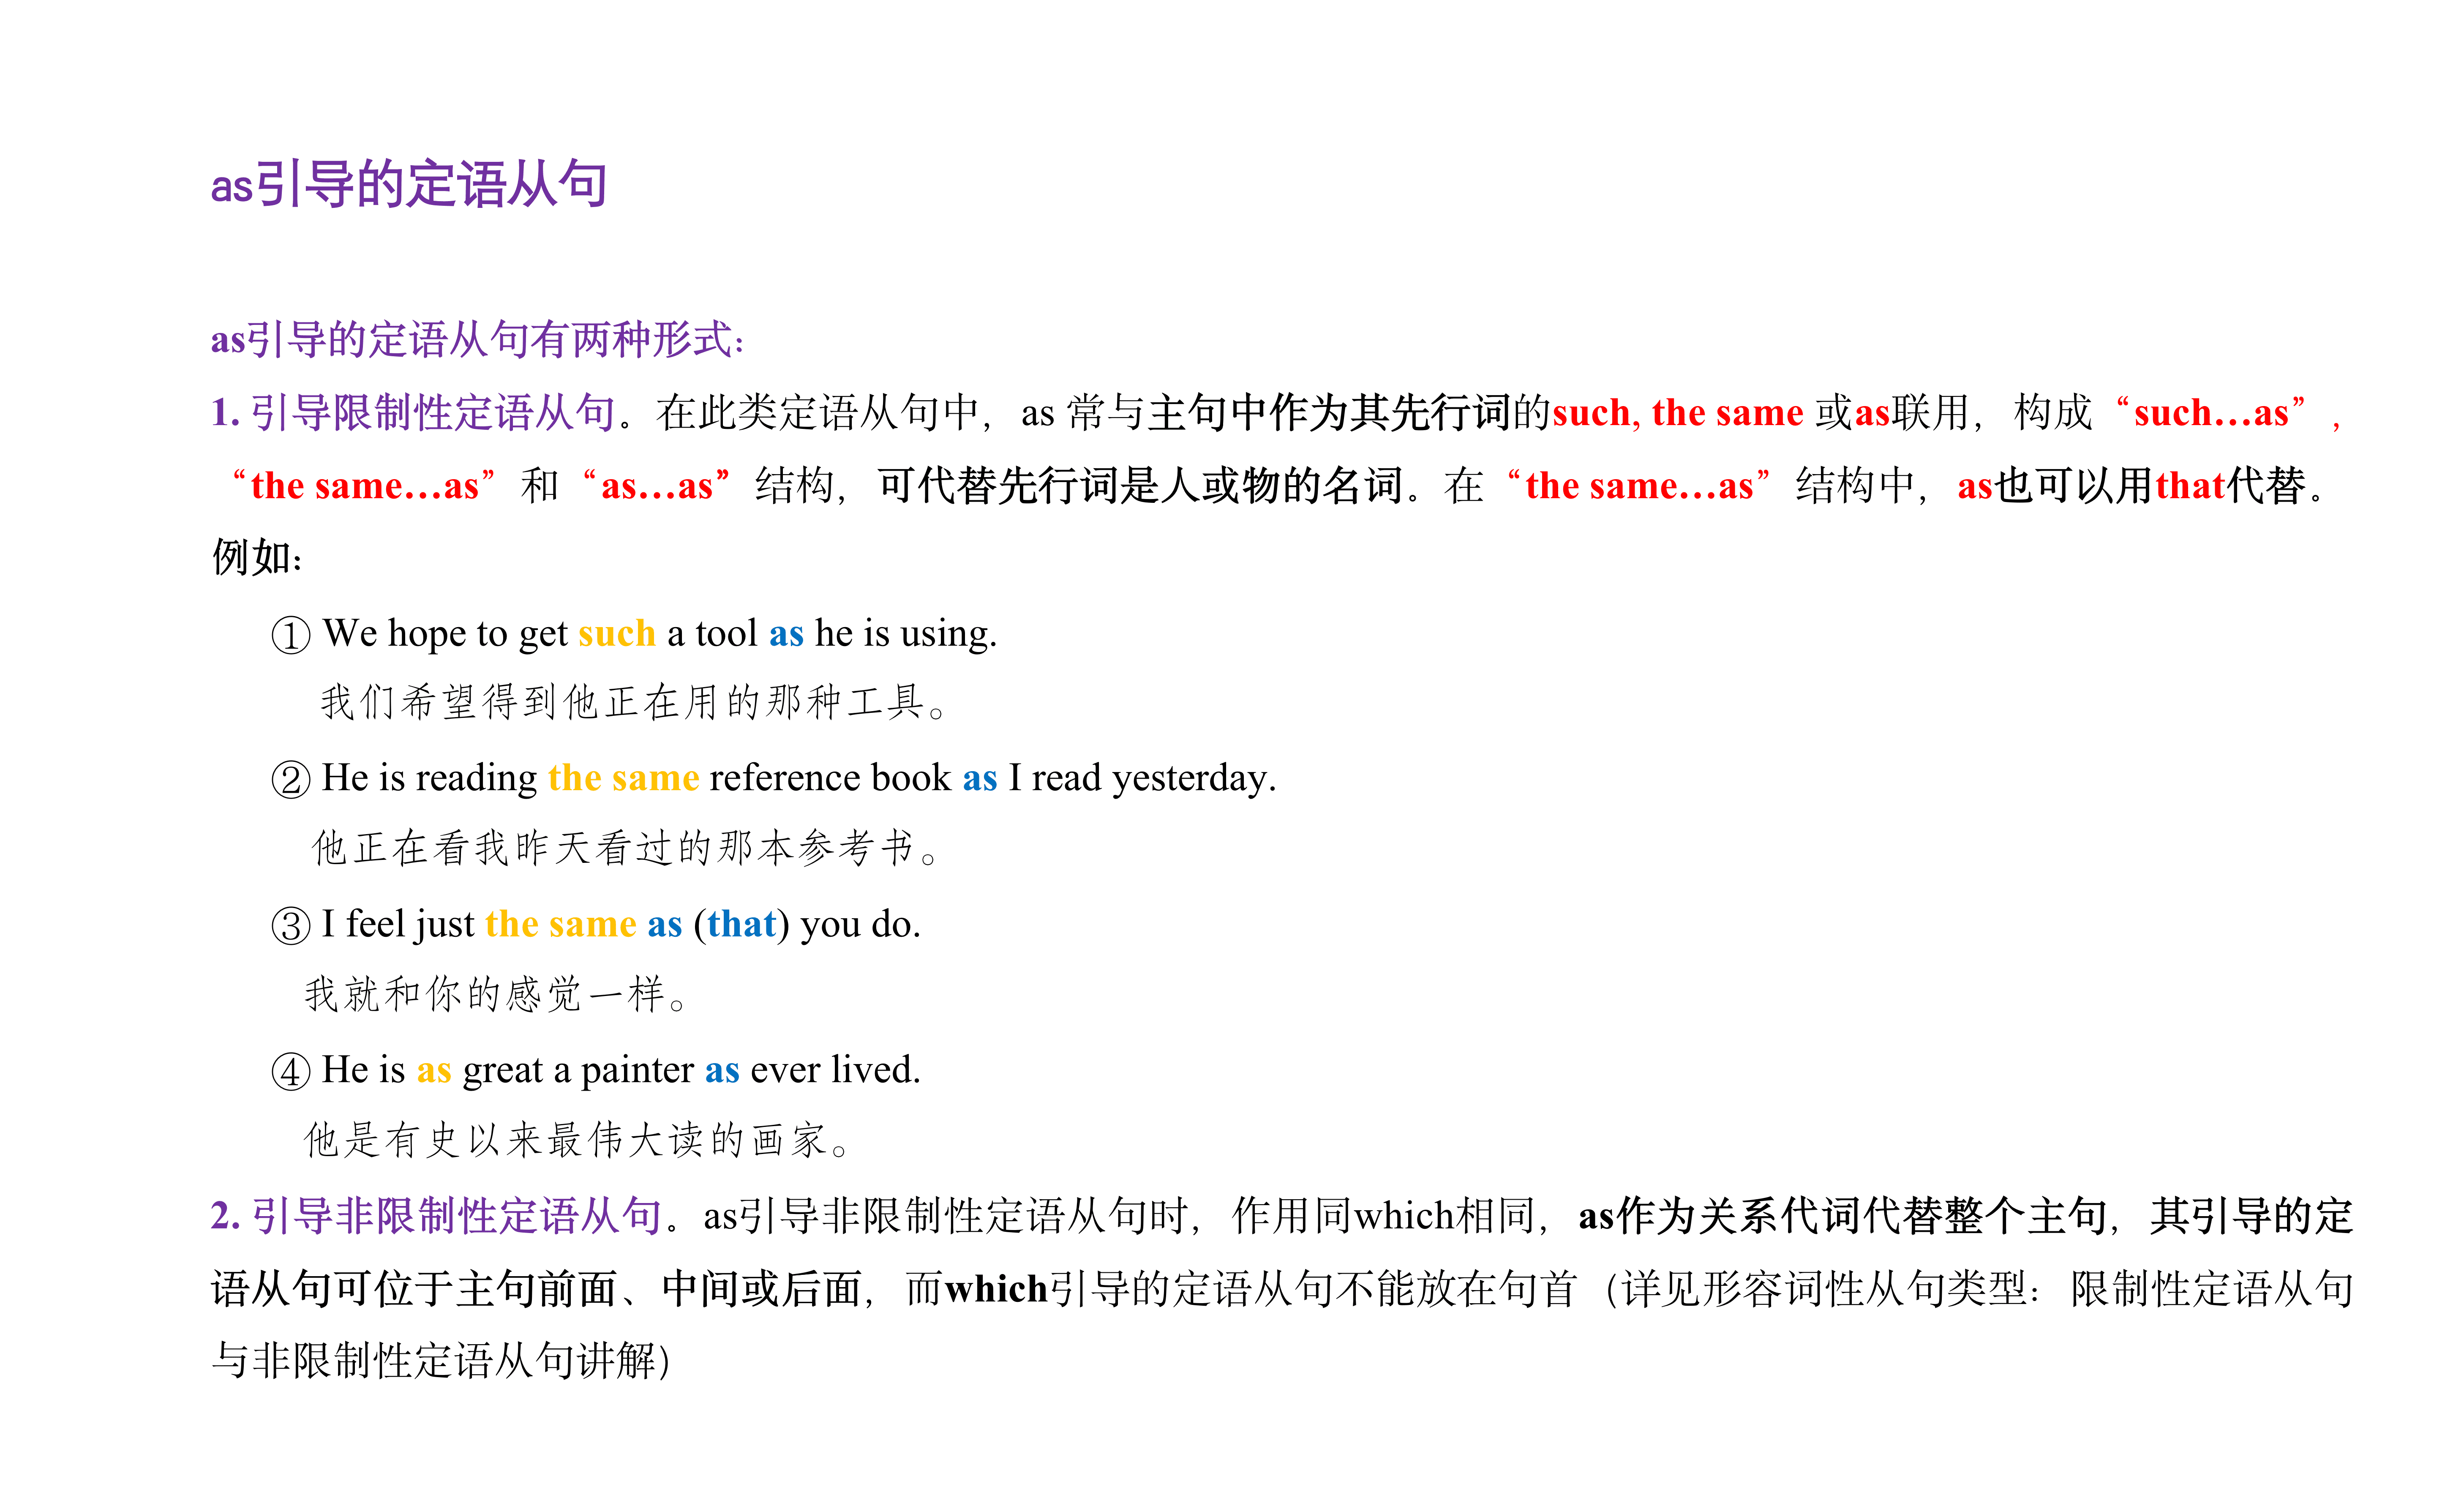 as引导的定语从句
as引导的定语从句有两种形式：
1. 引导限制性定语从句。在此类定语从句中，as 常与主句中作为其先行词的such, the same 或as联用，构成“such…as”，
“the same…as”和“as…as”结构，可代替先行词是人或物的名词。在“the same…as”结构中，as也可以用that代替。
例如：
① We hope to get such a tool as he is using.
我们希望得到他正在用的那种工具。
② He is reading the same reference book as I read yesterday.
他正在看我昨天看过的那本参考书。
③ I feel just the same as (that) you do.
我就和你的感觉一样。
④ He is as great a painter as ever lived.
他是有史以来最伟大读的画家。
2. 引导非限制性定语从句。as引导非限制性定语从句时，作用同which相同，as作为关系代词代替整个主句，其引导的定
语从句可位于主句前面、中间或后面，而which引导的定语从句不能放在句首（详见形容词性从句类型：限制性定语从句
与非限制性定语从句讲解）